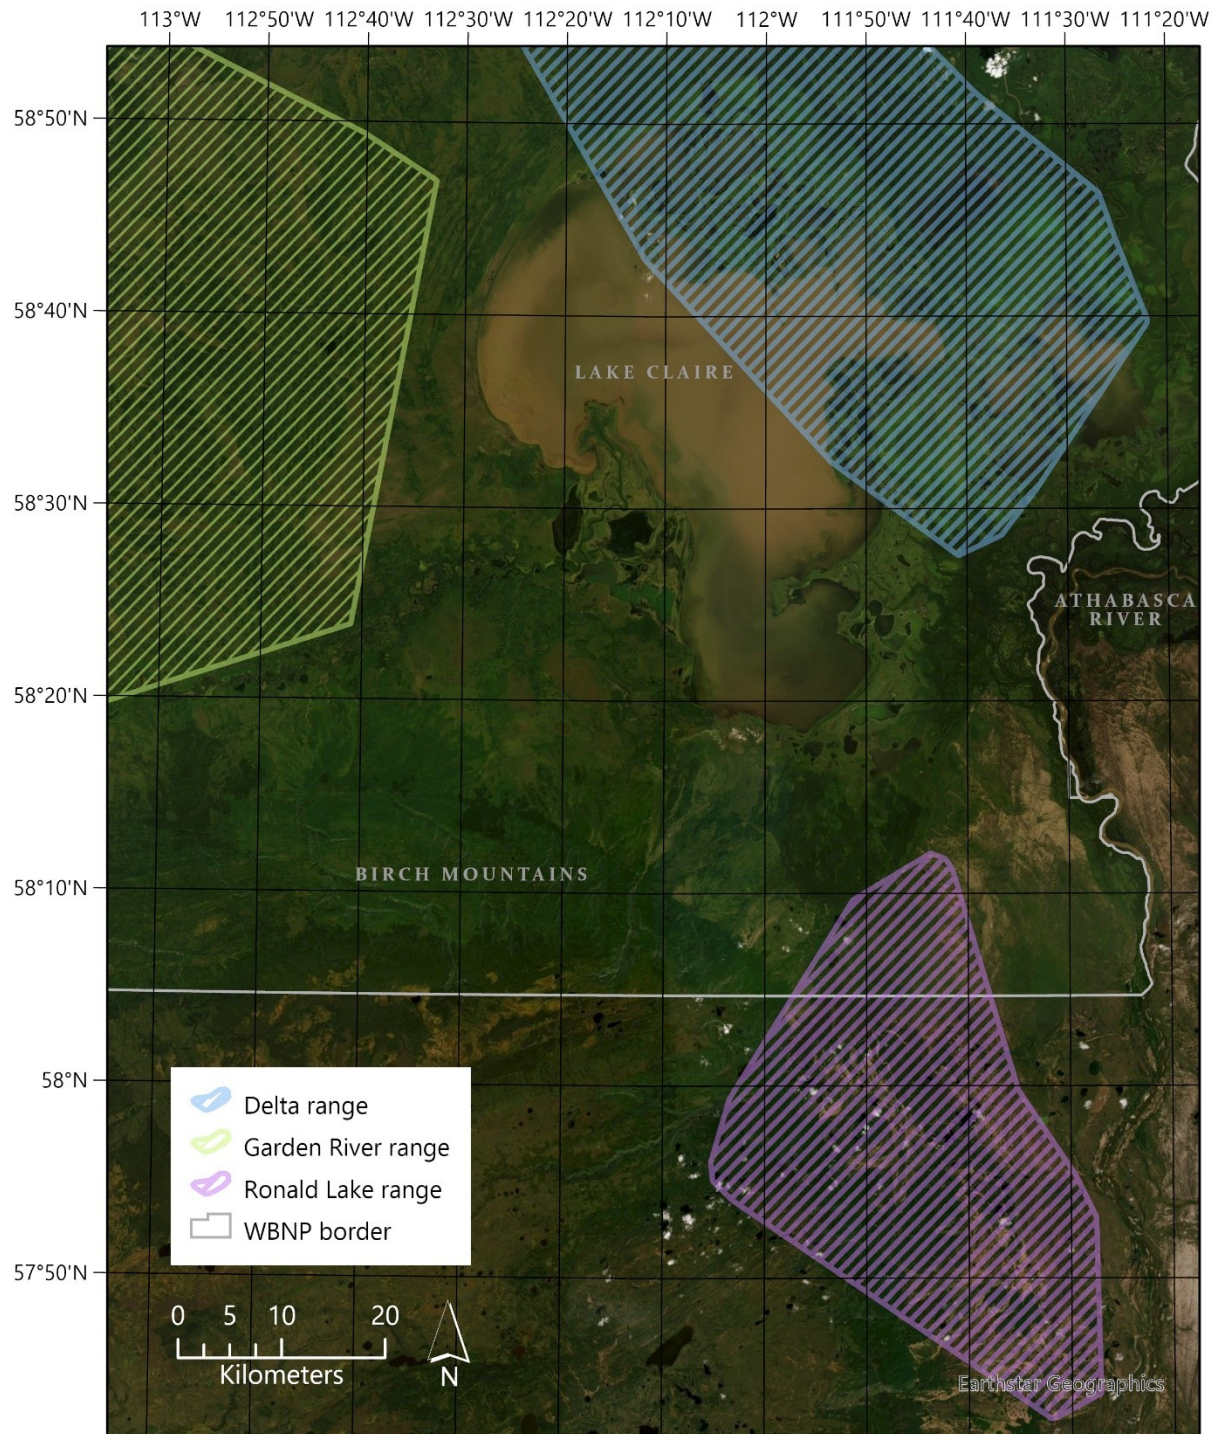 113°W 112°50'W 112°40'W 112°30'W 112°20'W 112°10'W 112°W 111°50'W 111°40'W 111°30'W 111°20'W
58°50'N
58°40'N
LAKE CLAIRE
58°30'N
ATHABASCA
RIVER
58°20'N
BIRCH MOUNTAINS
58°10'N
58°N
Delta range
Garden River range
Ronald Lake range
WBNP border
57°50'N
0 5 10 20
Kilometers
N
Earthstar Geographics